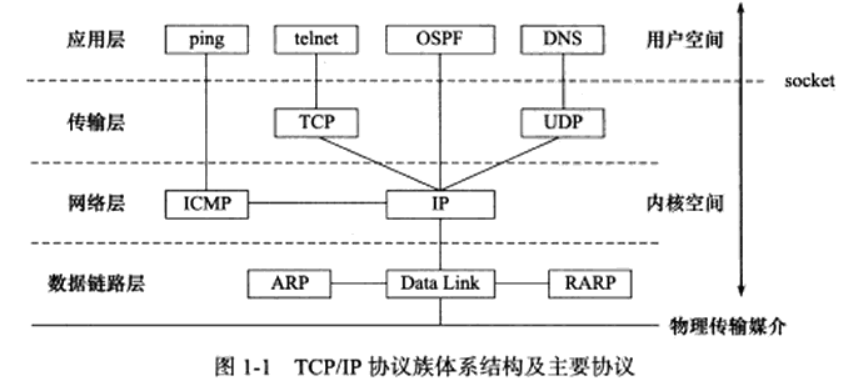 应用层 ping telnet OSPF DNS 用户空间
socket
传输层 TCP UDP
网络层 ICMP IP 内核空间
数据链路层 ARP Data Link RARP
物理传输媒介
图 1-1 TCP/IP 协议族体系结构及主要协议